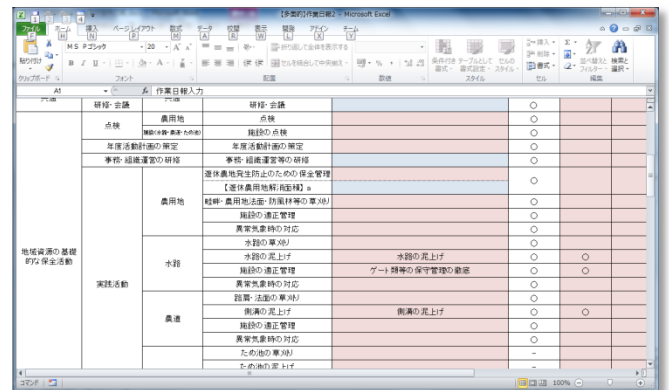 【多面的】作業日報2 - Microsoft Excel
ファイル ホーム 挿入 ページレイアウト 数式 データ 校閲 表示 開発 アドイン チーム
F H N P M A R W L X Y
MS Pゴシック 20
折り返して全体を表示する
セルを結合して中央揃え
貼り付け
条件付き書式 テーブルとして書式設定 セルのスタイル
挿入
削除
書式
並べ替えとフィルター 検索と選択
クリップボード フォント 配置 数値 スタイル セル 編集
A1 fx 作業日報入力
研修・会議 研修・会議 ○
点検 農用地 点検 ○
施設(水路・農道・ため池) 施設の点検 ○
年度活動計画の策定 年度活動計画の策定 ○
事務・組織運営の研修 事務・組織運営等の研修 ○
地域資源の基礎的な保全活動 実践活動
農用地 遊休農地発生防止のための保全管理 ○
【遊休農用地解消面積】a
畦畔・農用地法面・防風林等の草刈り ○
施設の適正管理 ○
異常気象時の対応 ○
水路 水路の草刈り ○
水路の泥上げ 水路の泥上げ ○ ○
施設の適正管理 ゲート類等の保守管理の徹底 ○ ○
異常気象時の対応 ○
農道 路肩・法面の草刈り ○
側溝の泥上げ 側溝の泥上げ ○ ○
施設の適正管理 ○
異常気象時の対応 ○
ため池の草刈り －
ため池の泥上げ －
コマンド 100%